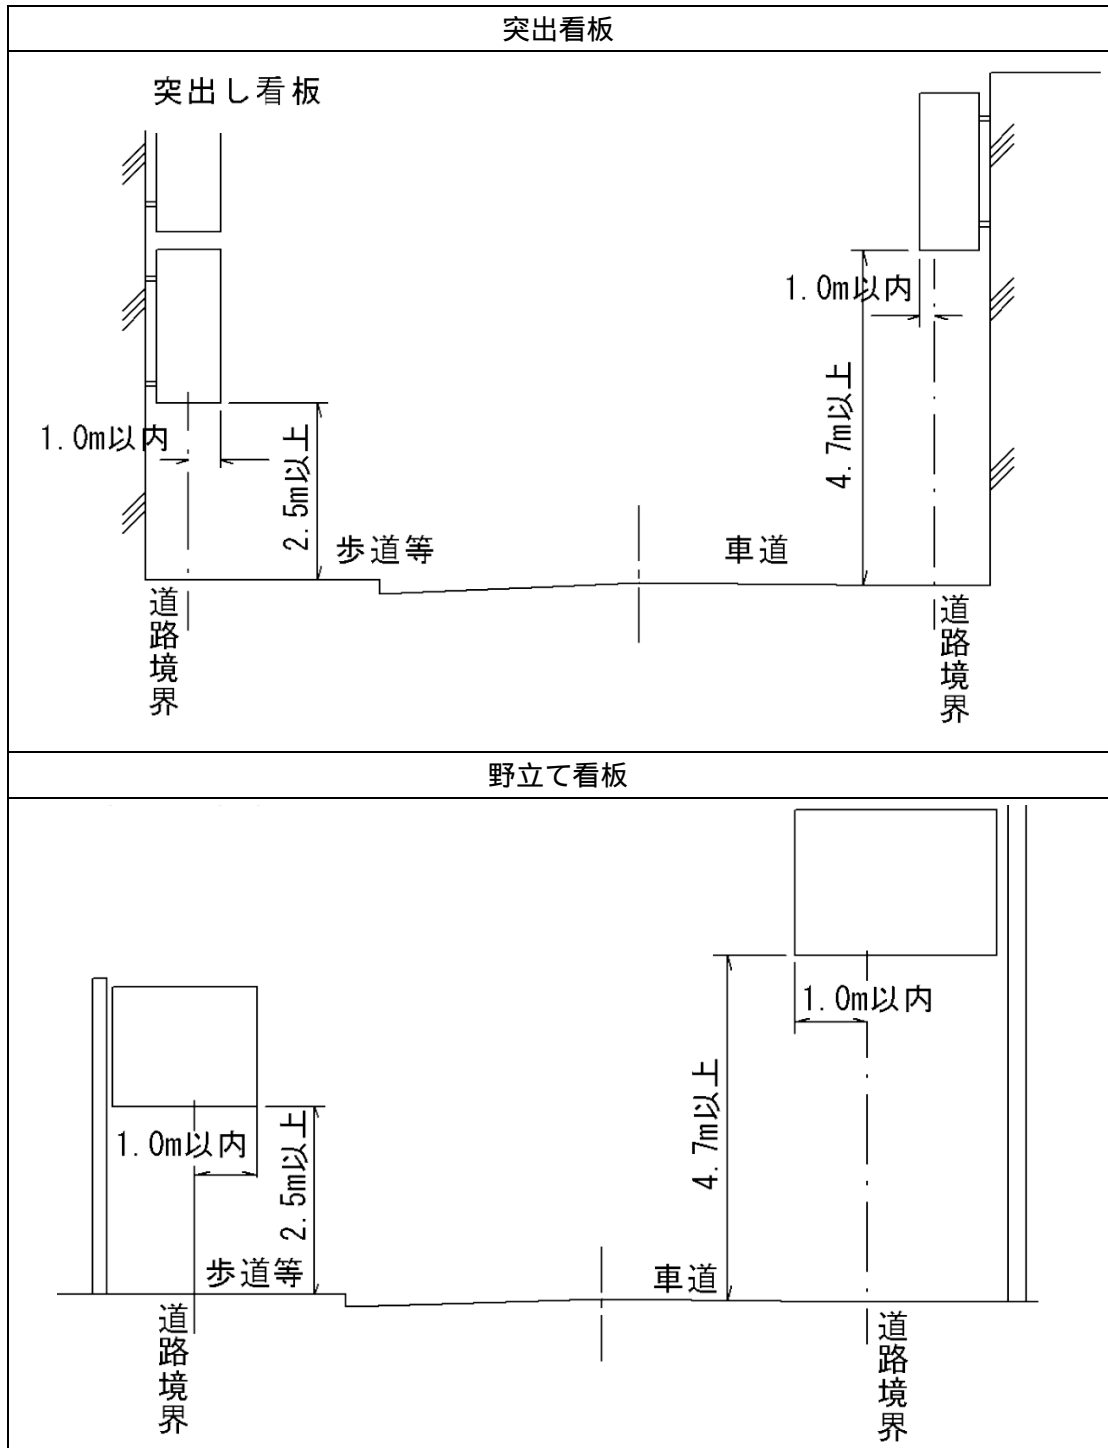 突出看板
突出し看板
1.0m以内
4.7m以上
1.0m以内
2.5m以上
歩道等
車道
道路境界
道路境界
野立て看板
1.0m以内
4.7m以上
1.0m以内
2.5m以上
歩道等
車道
道路境界
道路境界